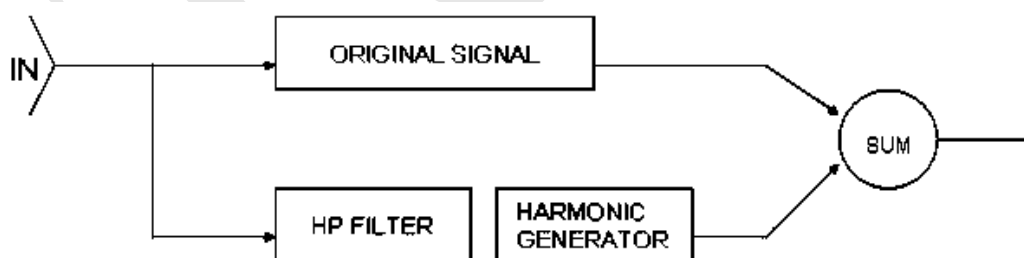 ORIGINAL SIGNAL
IN
SUM
HP FILTER
HARMONIC
GENERATOR